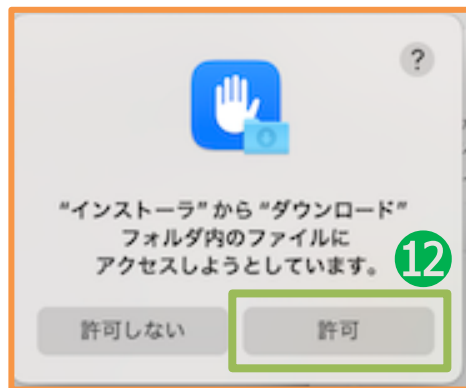 ?
“インストーラ”から“ダウンロード”
フォルダ内のファイルに
アクセスしようとしています。
12
許可しない
許可